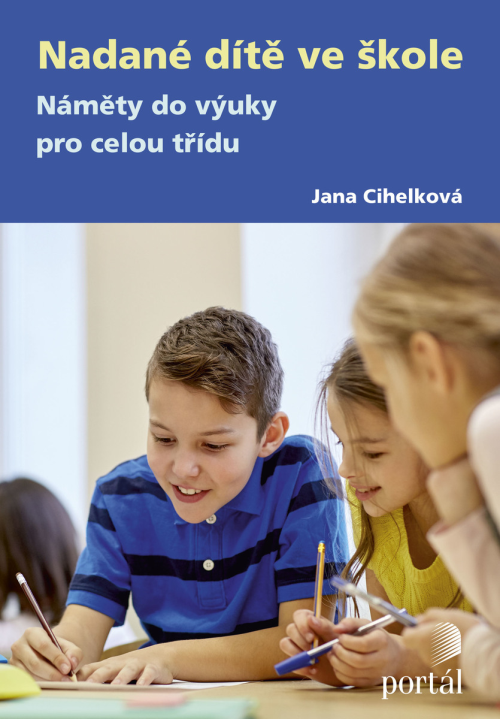 Nadané dítě ve škole
Náměty do výuky
pro celou třídu
Jana Cihelková
portál